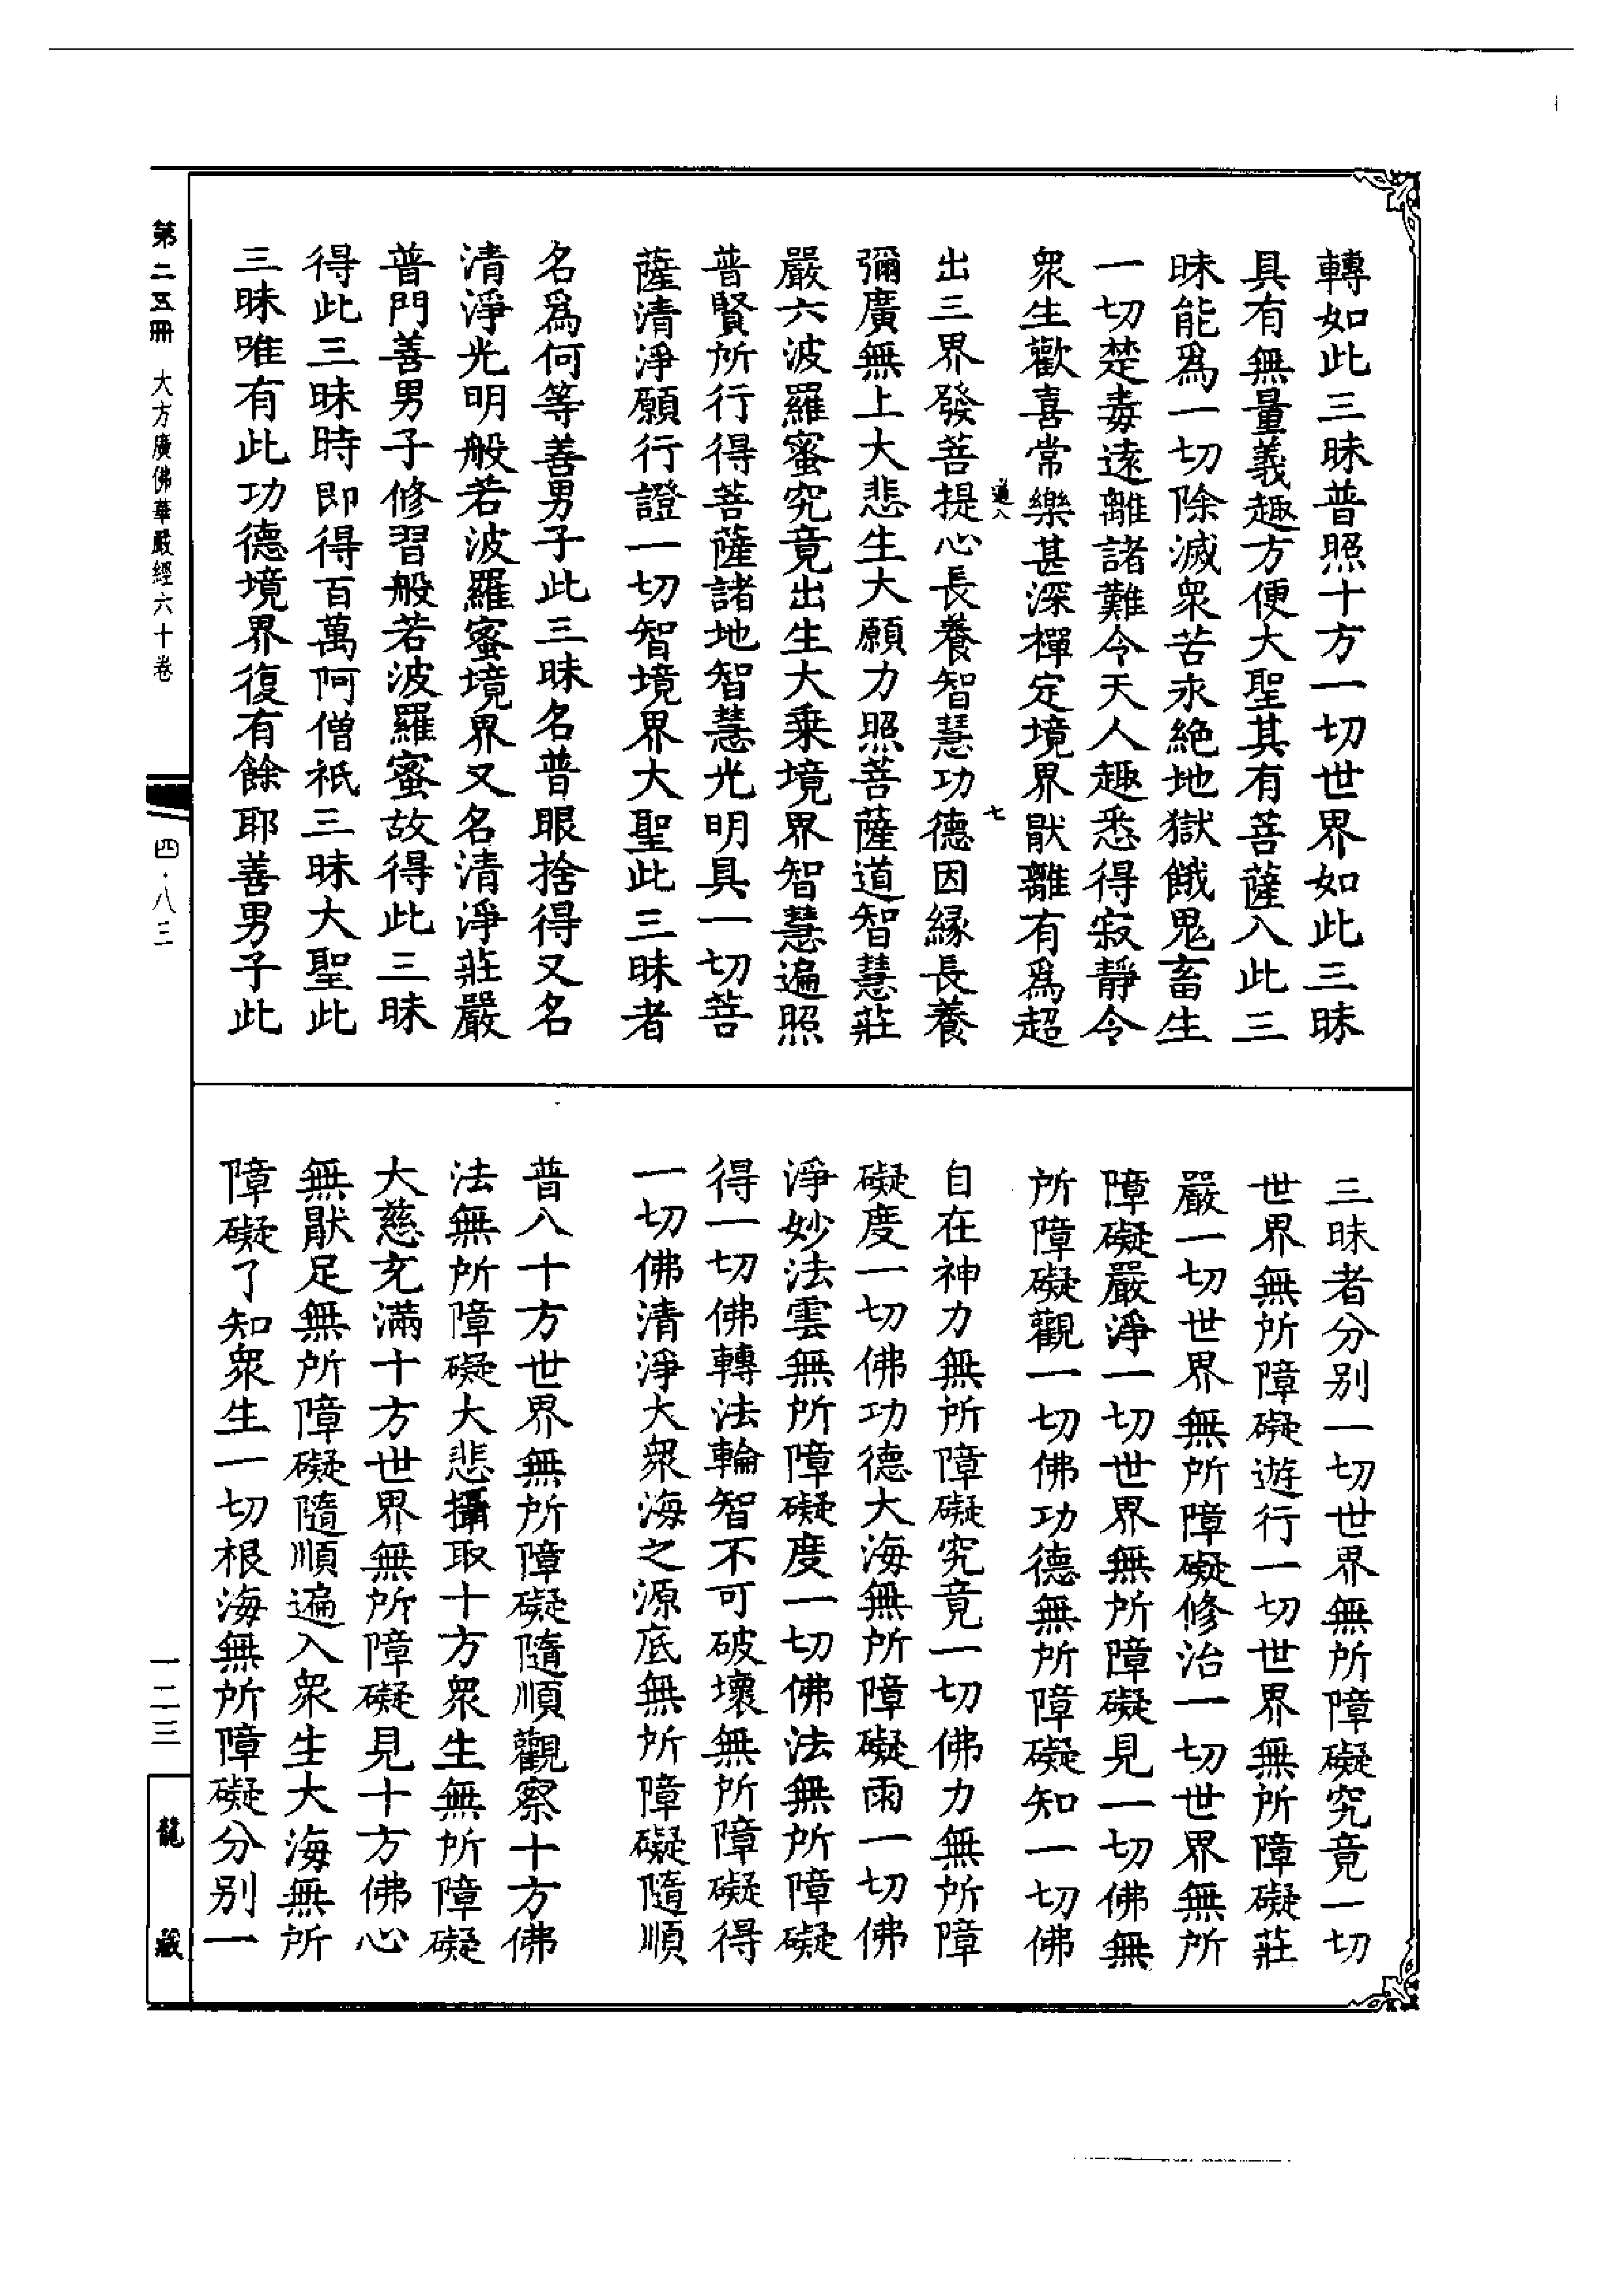 轉如此三昧普照十方一切世界如此三昧
具有無量義趣方便大聖其有菩薩入此三
昧能爲一切除滅衆苦永絶地獄餓鬼畜生
一切楚毒遠離諸難令天人趣悉得寂靜令
衆生歡喜常樂甚深禪定境界猒離有爲超
七
出三界發菩提心長養智慧功德因緣長養
彌廣無上大悲生大願力照菩薩道智慧莊
嚴六波羅蜜究竟出生大乗境界智慧遍照
普賢所行得菩薩諸地智慧光明具一切菩
薩清淨願行證一切智境界大聖此三昧者
名爲何等善男子此三昧名普眼捨得又名
清淨光明般若波羅蜜境界又名清淨莊嚴
普門善男子修習般若波羅蜜故得此三昧
得此三昧時即得百萬阿僧祇三昧大聖此
三昧唯有此功德境界復有餘耶善男子此
三昧者分别一切世界無所障礙究竟一切
世界無所障礙遊行一切世界無所障礙莊
嚴一切世界無所障礙修治一切世界無所
障礙嚴淨一切世界無所障礙見一切佛無
所障礙觀一切佛功德無所障礙知一切佛
自在神力無所障礙究竟一切佛力無所障
礙度一切佛功德大海無所障礙雨一切佛
淨妙法雲無所障礙度一切佛法無所障礙
得一切佛轉法輪智不可破壞無所障礙得
一切佛清淨大衆海之源底無所障礙隨順
普入十方世界無所障礙隨順觀察十方佛
法無所障礙大悲攝取十方衆生無所障礙
大慈充滿十方世界無所障礙見十方佛心
無猒足無所障礙隨順遍入衆生大海無所
障礙了知衆生一切根海無所障礙分别一
第二五冊 大方廣佛華嚴經六十卷
四·八三
一二三
龍藏